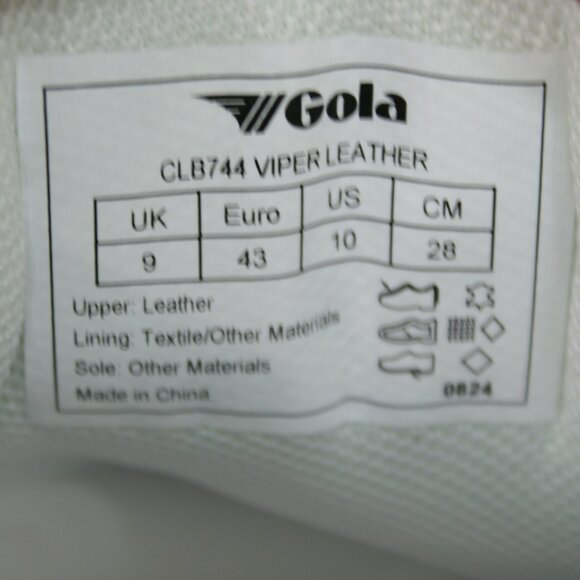 Gola
CLB744 VIPER LEATHER
UK Euro US CM
9 43 10 28
Upper: Leather
Lining: Textile/Other Materials
Sole: Other Materials
Made in China
0824